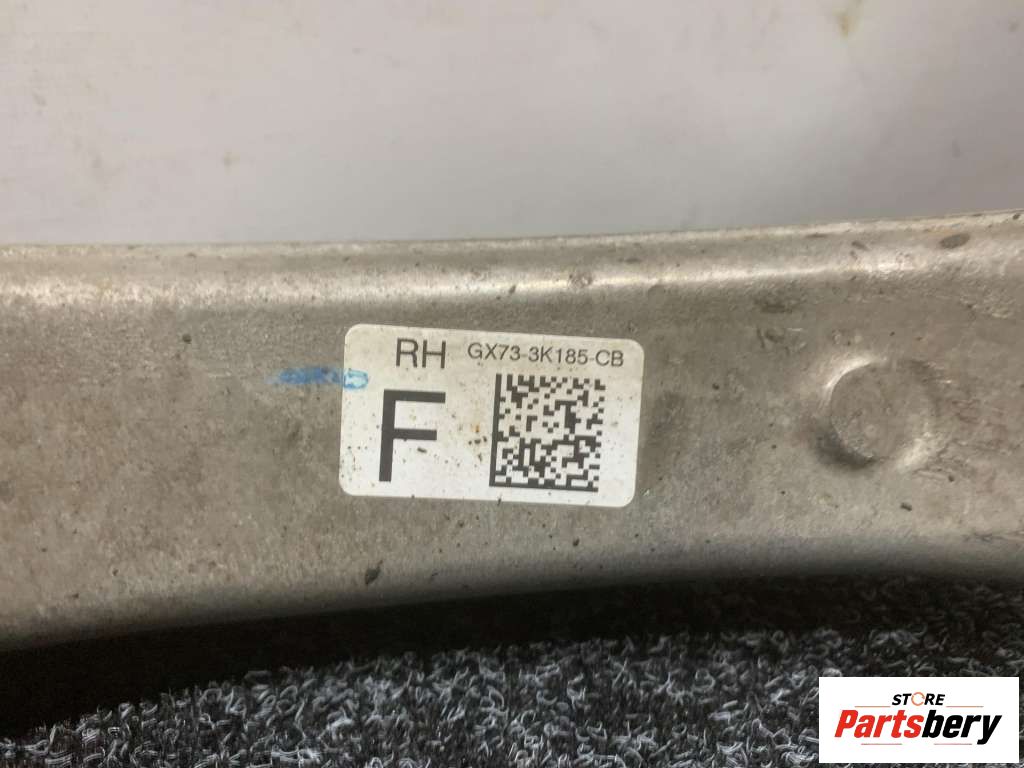 RH GX73-3K185-CB
F
STORE
Partsbery